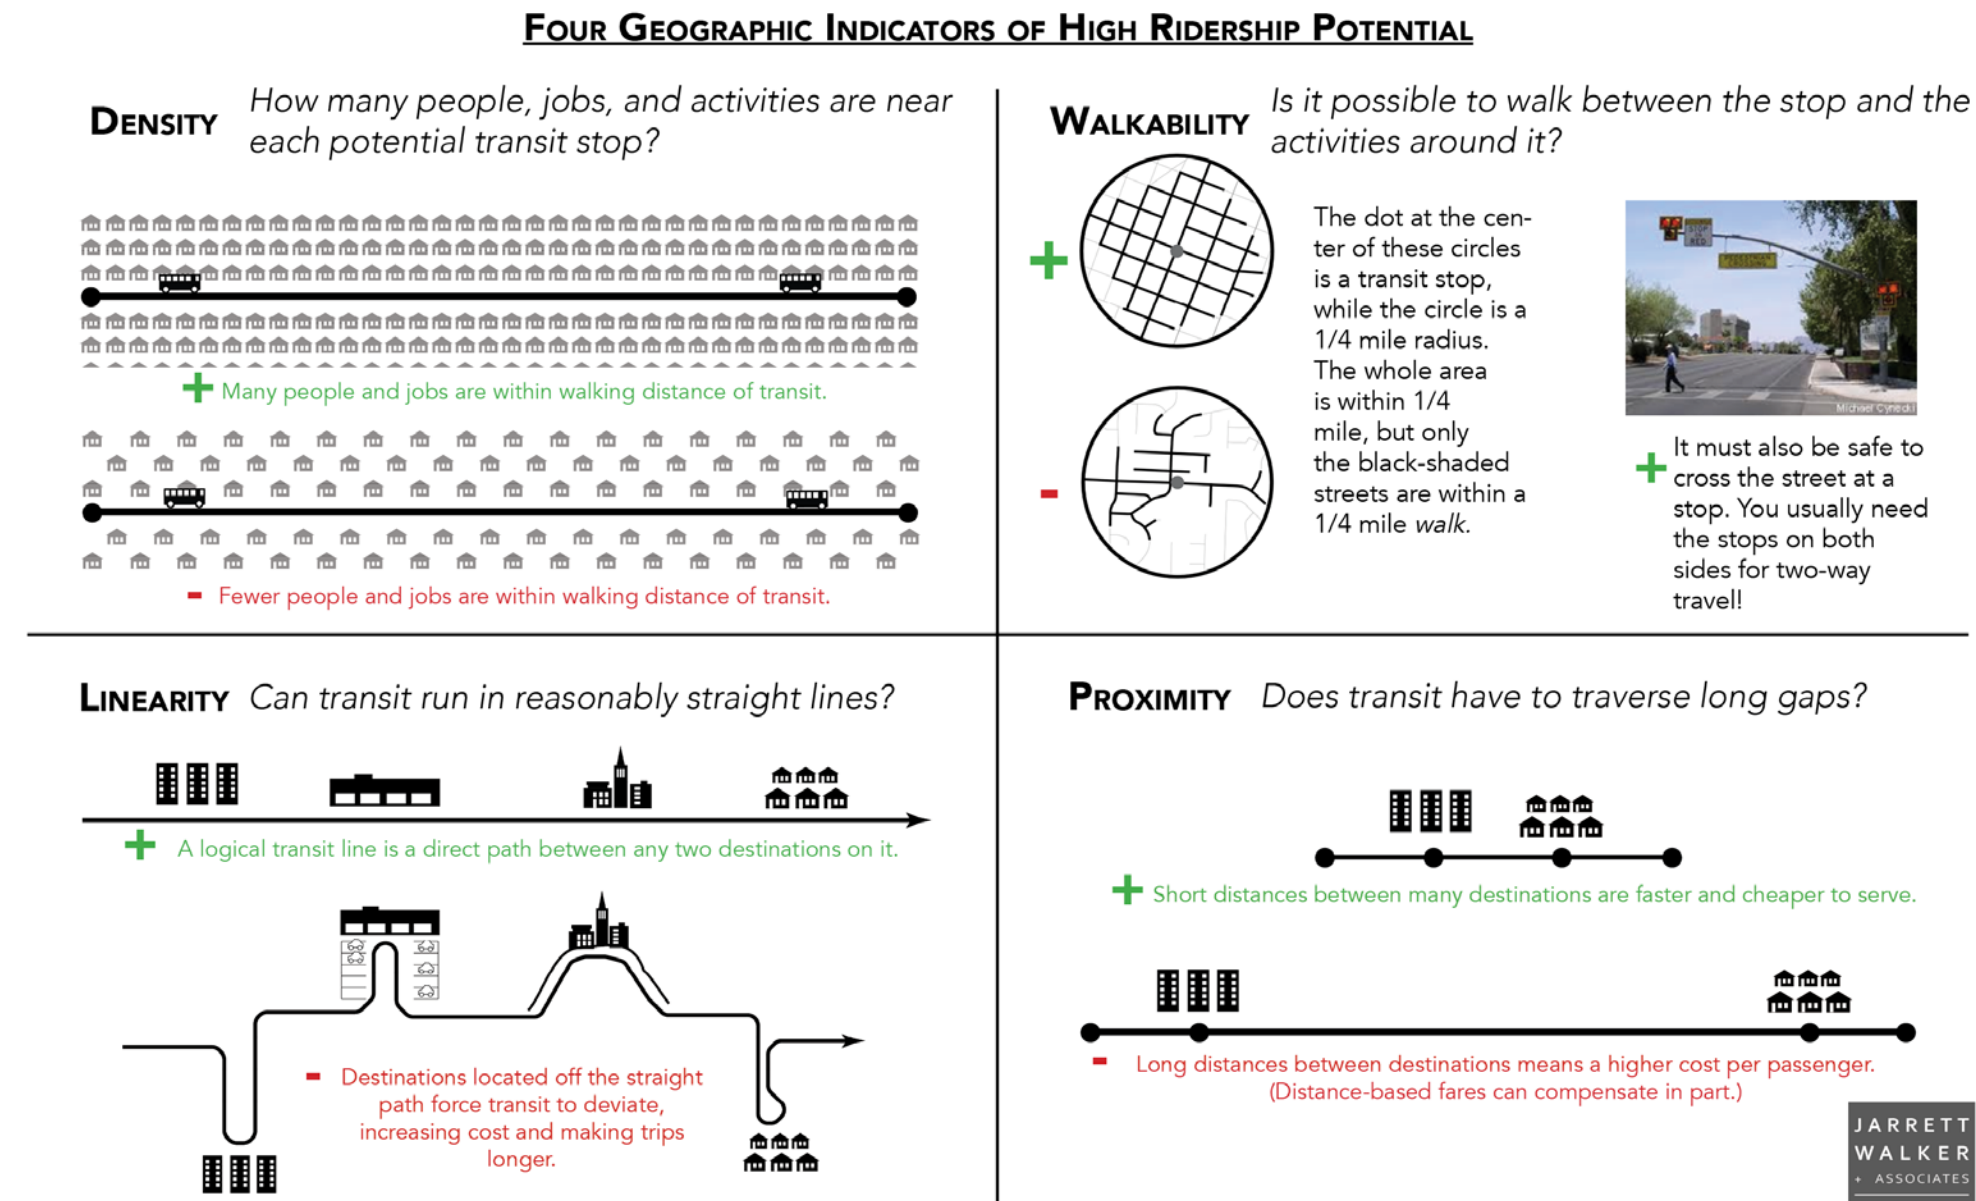 FOUR GEOGRAPHIC INDICATORS OF HIGH RIDERSHIP POTENTIAL
DENSITY
How many people, jobs, and activities are near
each potential transit stop?
+ Many people and jobs are within walking distance of transit.
- Fewer people and jobs are within walking distance of transit.
WALKABILITY
Is it possible to walk between the stop and the
activities around it?
+
-
The dot at the cen-
ter of these circles
is a transit stop,
while the circle is a
1/4 mile radius.
The whole area
is within 1/4
mile, but only
the black-shaded
streets are within a
1/4 mile walk.
STOP
RED
Michael Cynecki
+ It must also be safe to
cross the street at a
stop. You usually need
the stops on both
sides for two-way
travel!
LINEARITY
Can transit run in reasonably straight lines?
+ A logical transit line is a direct path between any two destinations on it.
- Destinations located off the straight
path force transit to deviate,
increasing cost and making trips
longer.
PROXIMITY
Does transit have to traverse long gaps?
+ Short distances between many destinations are faster and cheaper to serve.
- Long distances between destinations means a higher cost per passenger.
(Distance-based fares can compensate in part.)
JARRETT
WALKER
+ ASSOCIATES